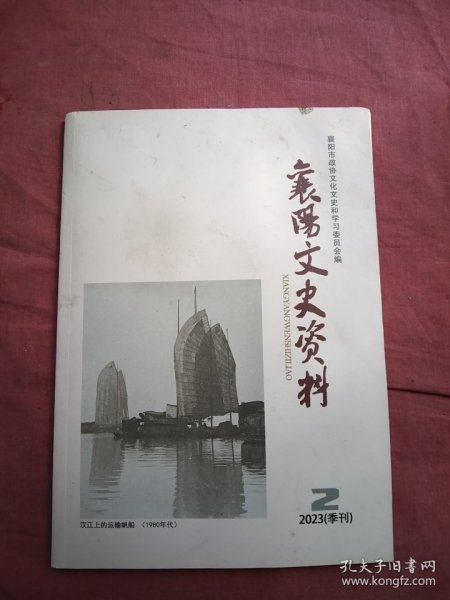 襄阳市政协文化文史和学习委员会编
襄陽文史资料
XIANGYANGWENSHIZILIAO
2
2023(季刊)
汉江上的运输帆船 (1980年代)
孔夫子旧书网
www.kongfz.com